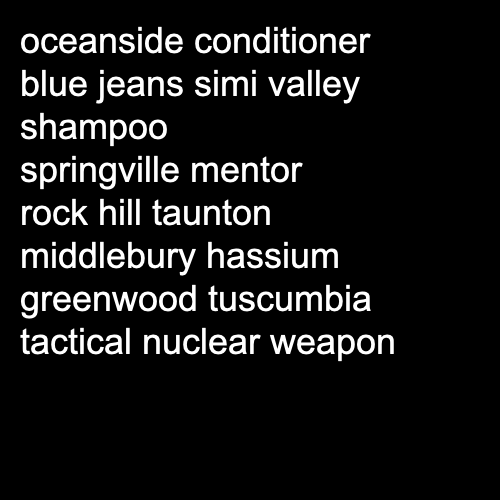 oceanside conditioner
blue jeans simi valley
shampoo
springville mentor
rock hill taunton
middlebury hassium
greenwood tuscumbia
tactical nuclear weapon